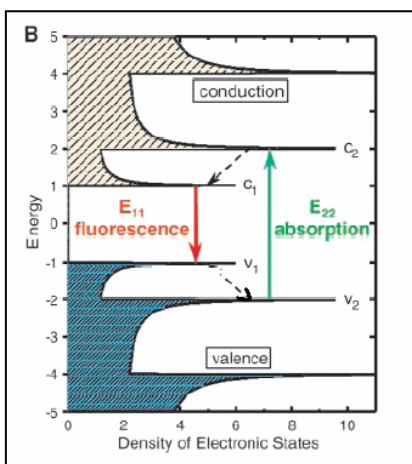 B
5
4
3
2
1
0
-1
-2
-3
-4
-5
Energy
conduction
c2
c1
E11
fluorescence
E22
absorption
v1
v2
valence
0 2 4 6 8 10
Density of Electronic States